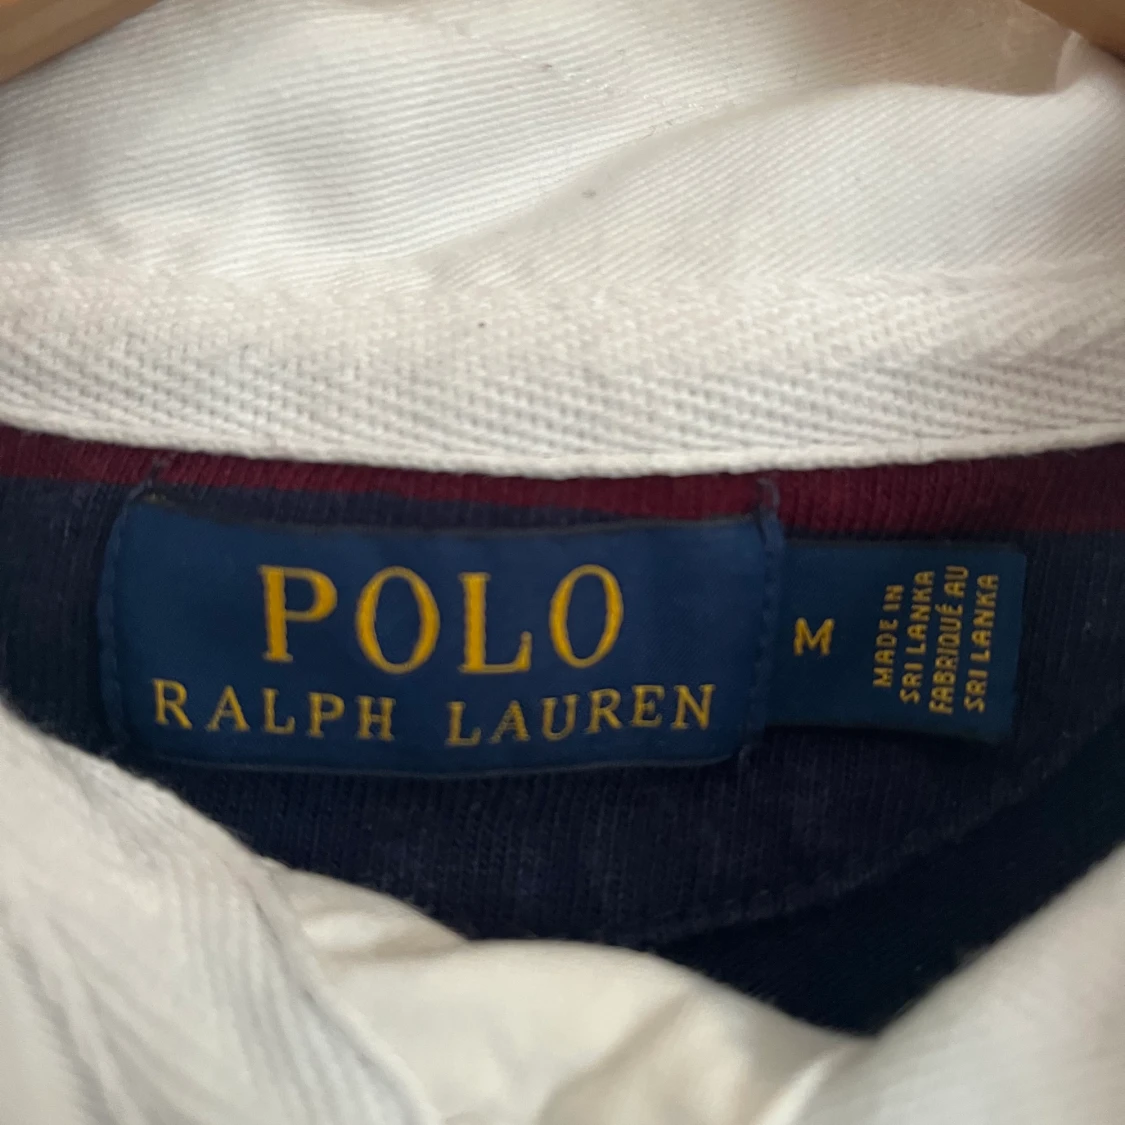 POLO
RALPH LAUREN
M
MADE IN
SRI LANKA
FABRIQUÉ AU
SRI LANKA